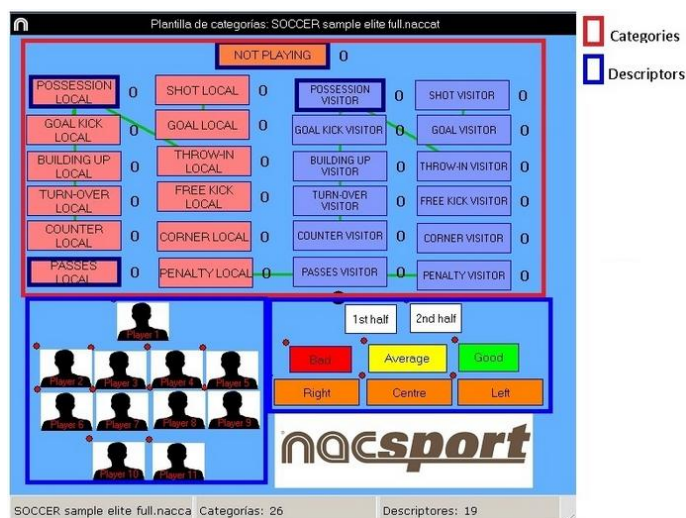 Plantilla de categorías: SOCCER sample elite full.naccat
Categories
Descriptors
NOT PLAYING 0
POSSESSION LOCAL 0
SHOT LOCAL 0
POSSESSION VISITOR 0
SHOT VISITOR 0
GOAL KICK LOCAL 0
GOAL LOCAL 0
GOAL KICK VISITOR 0
GOAL VISITOR 0
BUILDING UP LOCAL 0
THROW-IN LOCAL 0
BUILDING UP VISITOR 0
THROW-IN VISITOR 0
TURN-OVER LOCAL 0
FREE KICK LOCAL 0
TURN-OVER VISITOR 0
FREE KICK VISITOR 0
COUNTER LOCAL 0
CORNER LOCAL 0
COUNTER VISITOR 0
CORNER VISITOR 0
PASSES LOCAL 0
PENALTY LOCAL 0
PASSES VISITOR 0
PENALTY VISITOR 0
Player 1
Player 2 Player 3 Player 4 Player 5
Player 6 Player 7 Player 8 Player 9
Player 10 Player 11
1st half 2nd half
Bad Average Good
Right Centre Left
nacsport
SOCCER sample elite full.nacca Categorías: 26 Descriptores: 19